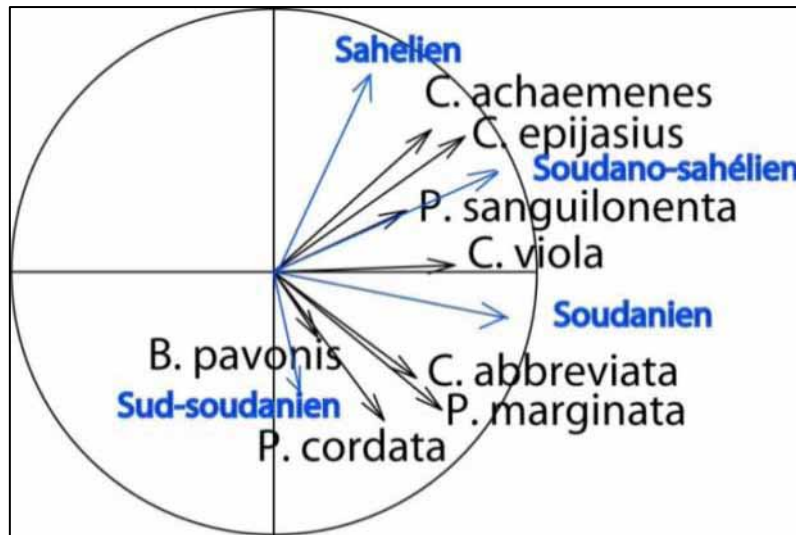 Sahelien
C. achaemenes
C. epijasius
Soudano-sahélien
P. sanguilonenta
C. viola
Soudanien
B. pavonis
C. abbreviata
Sud-soudanien
P. marginata
P. cordata